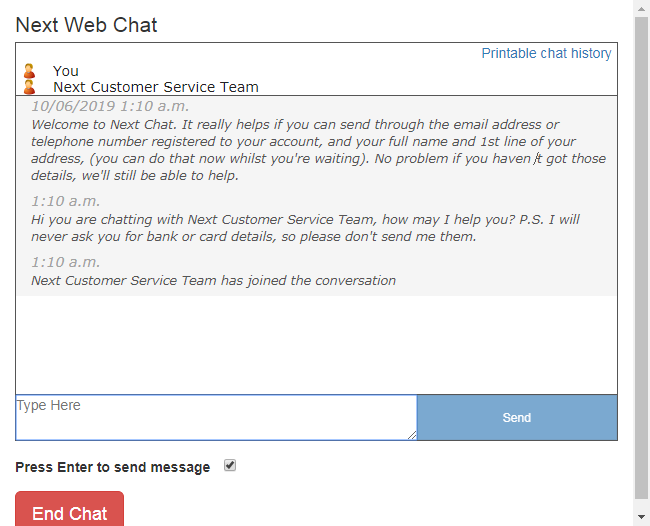 Next Web Chat
Printable chat history
You
Next Customer Service Team
10/06/2019 1:10 a.m.
Welcome to Next Chat. It really helps if you can send through the email address or
telephone number registered to your account, and your full name and 1st line of your
address, (you can do that now whilst you're waiting). No problem if you haven't got those
details, we'll still be able to help.
1:10 a.m.
Hi you are chatting with Next Customer Service Team, how may I help you? P.S. I will
never ask you for bank or card details, so please don't send me them.
1:10 a.m.
Next Customer Service Team has joined the conversation
Type Here
Send
Press Enter to send message
End Chat